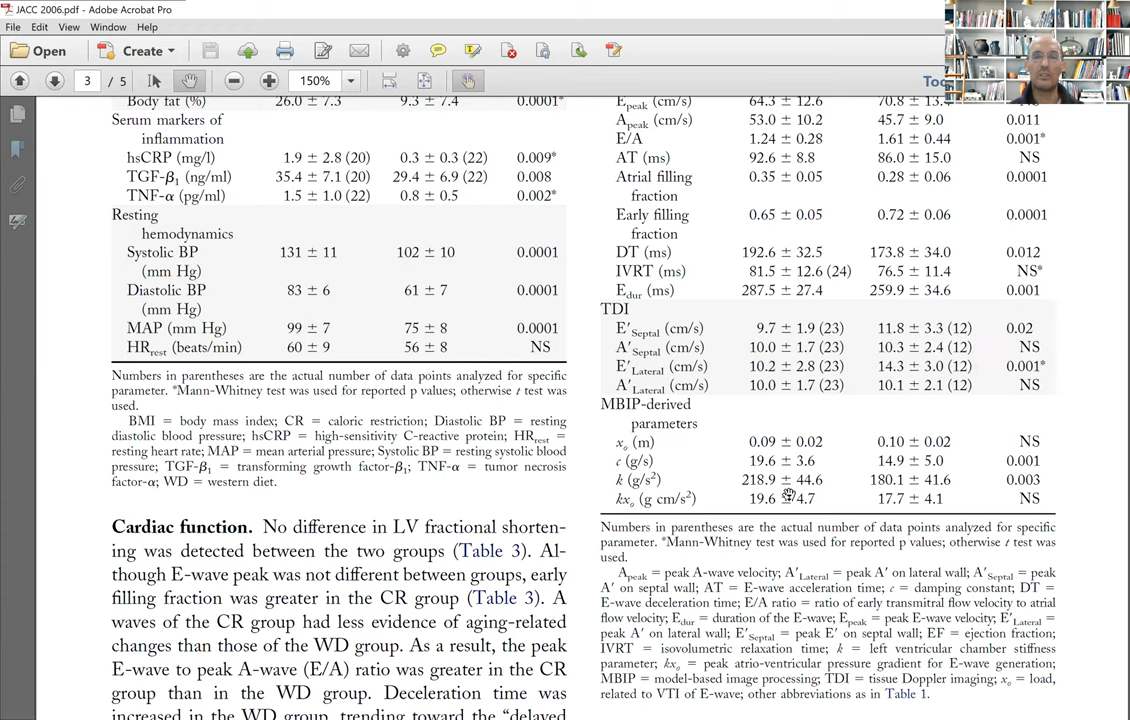 JACC 2006.pdf - Adobe Acrobat Pro
File Edit View Window Help
Open Create
3 / 5 150%
Body fat (%) 26.0 ± 7.3 9.3 ± 7.4 0.0001*
Serum markers of
inflammation
hsCRP (mg/l) 1.9 ± 2.8 (20) 0.3 ± 0.3 (22) 0.009*
TGF-β1 (ng/ml) 35.4 ± 7.1 (20) 29.4 ± 6.9 (22) 0.008
TNF-α (pg/ml) 1.5 ± 1.0 (22) 0.8 ± 0.5 0.002*
Resting
hemodynamics
Systolic BP 131 ± 11 102 ± 10 0.0001
(mm Hg)
Diastolic BP 83 ± 6 61 ± 7 0.0001
(mm Hg)
MAP (mm Hg) 99 ± 7 75 ± 8 0.0001
HRrest (beats/min) 60 ± 9 56 ± 8 NS
Numbers in parentheses are the actual number of data points analyzed for specific
parameter. *Mann-Whitney test was used for reported p values; otherwise t test was
used.
BMI = body mass index; CR = caloric restriction; Diastolic BP = resting
diastolic blood pressure; hsCRP = high-sensitivity C-reactive protein; HRrest =
resting heart rate; MAP = mean arterial pressure; Systolic BP = resting systolic blood
pressure; TGF-β1 = transforming growth factor-β1; TNF-α = tumor necrosis
factor-α; WD = western diet.
Cardiac function. No difference in LV fractional shorten-
ing was detected between the two groups (Table 3). Al-
though E-wave peak was not different between groups, early
filling fraction was greater in the CR group (Table 3). A
waves of the CR group had less evidence of aging-related
changes than those of the WD group. As a result, the peak
E-wave to peak A-wave (E/A) ratio was greater in the CR
group than in the WD group. Deceleration time was
increased in the WD group, trending toward the “delayed
Epeak (cm/s) 64.3 ± 12.6 70.8 ± 13.
Apeak (cm/s) 53.0 ± 10.2 45.7 ± 9.0 0.011
E/A 1.24 ± 0.28 1.61 ± 0.44 0.001*
AT (ms) 92.6 ± 8.8 86.0 ± 15.0 NS
Atrial filling 0.35 ± 0.05 0.28 ± 0.06 0.0001
fraction
Early filling 0.65 ± 0.05 0.72 ± 0.06 0.0001
fraction
DT (ms) 192.6 ± 32.5 173.8 ± 34.0 0.012
IVRT (ms) 81.5 ± 12.6 (24) 76.5 ± 11.4 NS*
Edur (ms) 287.5 ± 27.4 259.9 ± 34.6 0.001
TDI
E′Septal (cm/s) 9.7 ± 1.9 (23) 11.8 ± 3.3 (12) 0.02
A′Septal (cm/s) 10.0 ± 1.7 (23) 10.3 ± 2.4 (12) NS
E′Lateral (cm/s) 10.2 ± 2.8 (23) 14.3 ± 3.0 (12) 0.001*
A′Lateral (cm/s) 10.0 ± 1.7 (23) 10.1 ± 2.1 (12) NS
MBIP-derived
parameters
xo (m) 0.09 ± 0.02 0.10 ± 0.02 NS
c (g/s) 19.6 ± 3.6 14.9 ± 5.0 0.001
k (g/s2) 218.9 ± 44.6 180.1 ± 41.6 0.003
kxo (g cm/s2) 19.6 ± 4.7 17.7 ± 4.1 NS
Numbers in parentheses are the actual number of data points analyzed for specific
parameter. *Mann-Whitney test was used for reported p values; otherwise t test was
used.
Apeak = peak A-wave velocity; A′Lateral = peak A′ on lateral wall; A′Septal = peak
A′ on septal wall; AT = E-wave acceleration time; c = damping constant; DT =
E-wave deceleration time; E/A ratio = ratio of early transmitral flow velocity to atrial
flow velocity; Edur = duration of the E-wave; Epeak = peak E-wave velocity; E′Lateral =
peak A′ on lateral wall; E′Septal = peak E′ on septal wall; EF = ejection fraction;
IVRT = isovolumetric relaxation time; k = left ventricular chamber stiffness
parameter; kxo = peak atrio-ventricular pressure gradient for E-wave generation;
MBIP = model-based image processing; TDI = tissue Doppler imaging; xo = load,
related to VTI of E-wave; other abbreviations as in Table 1.